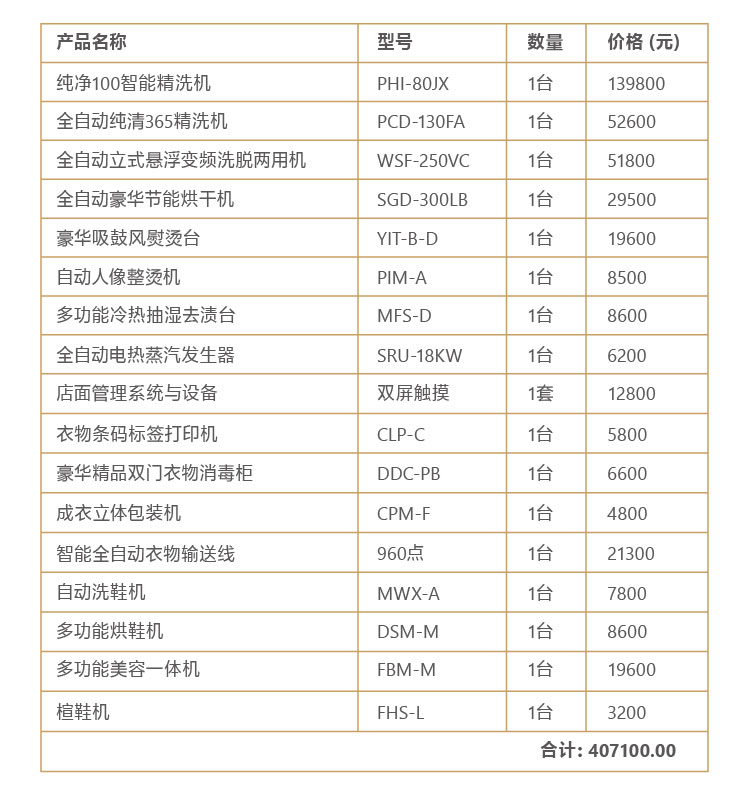 产品名称 型号 数量 价格 (元)
纯净100智能精洗机 PHI-80JX 1台 139800
全自动纯清365精洗机 PCD-130FA 1台 52600
全自动立式悬浮变频洗脱两用机 WSF-250VC 1台 51800
全自动豪华节能烘干机 SGD-300LB 1台 29500
豪华吸鼓风熨烫台 YIT-B-D 1台 19600
自动人像整烫机 PIM-A 1台 8500
多功能冷热抽湿去渍台 MFS-D 1台 8600
全自动电热蒸汽发生器 SRU-18KW 1台 6200
店面管理系统与设备 双屏触摸 1套 12800
衣物条码标签打印机 CLP-C 1台 5800
豪华精品双门衣物消毒柜 DDC-PB 1台 6600
成衣立体包装机 CPM-F 1台 4800
智能全自动衣物输送线 960点 1台 21300
自动洗鞋机 MWX-A 1台 7800
多功能烘鞋机 DSM-M 1台 8600
多功能美容一体机 FBM-M 1台 19600
楦鞋机 FHS-L 1台 3200
合计: 407100.00